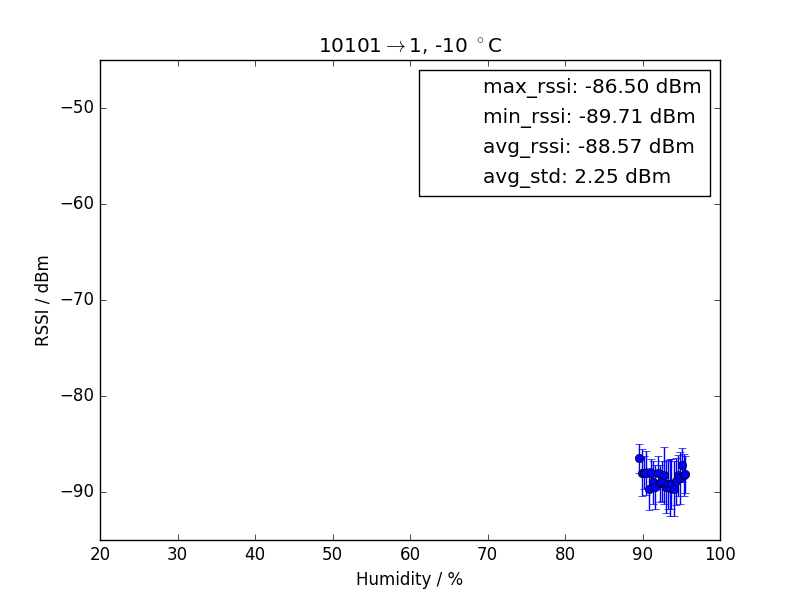 10101→1, -10 °C
max_rssi: -86.50 dBm
min_rssi: -89.71 dBm
avg_rssi: -88.57 dBm
avg_std: 2.25 dBm
RSSI / dBm
−50
−60
−70
−80
−90
20 30 40 50 60 70 80 90 100
Humidity / %